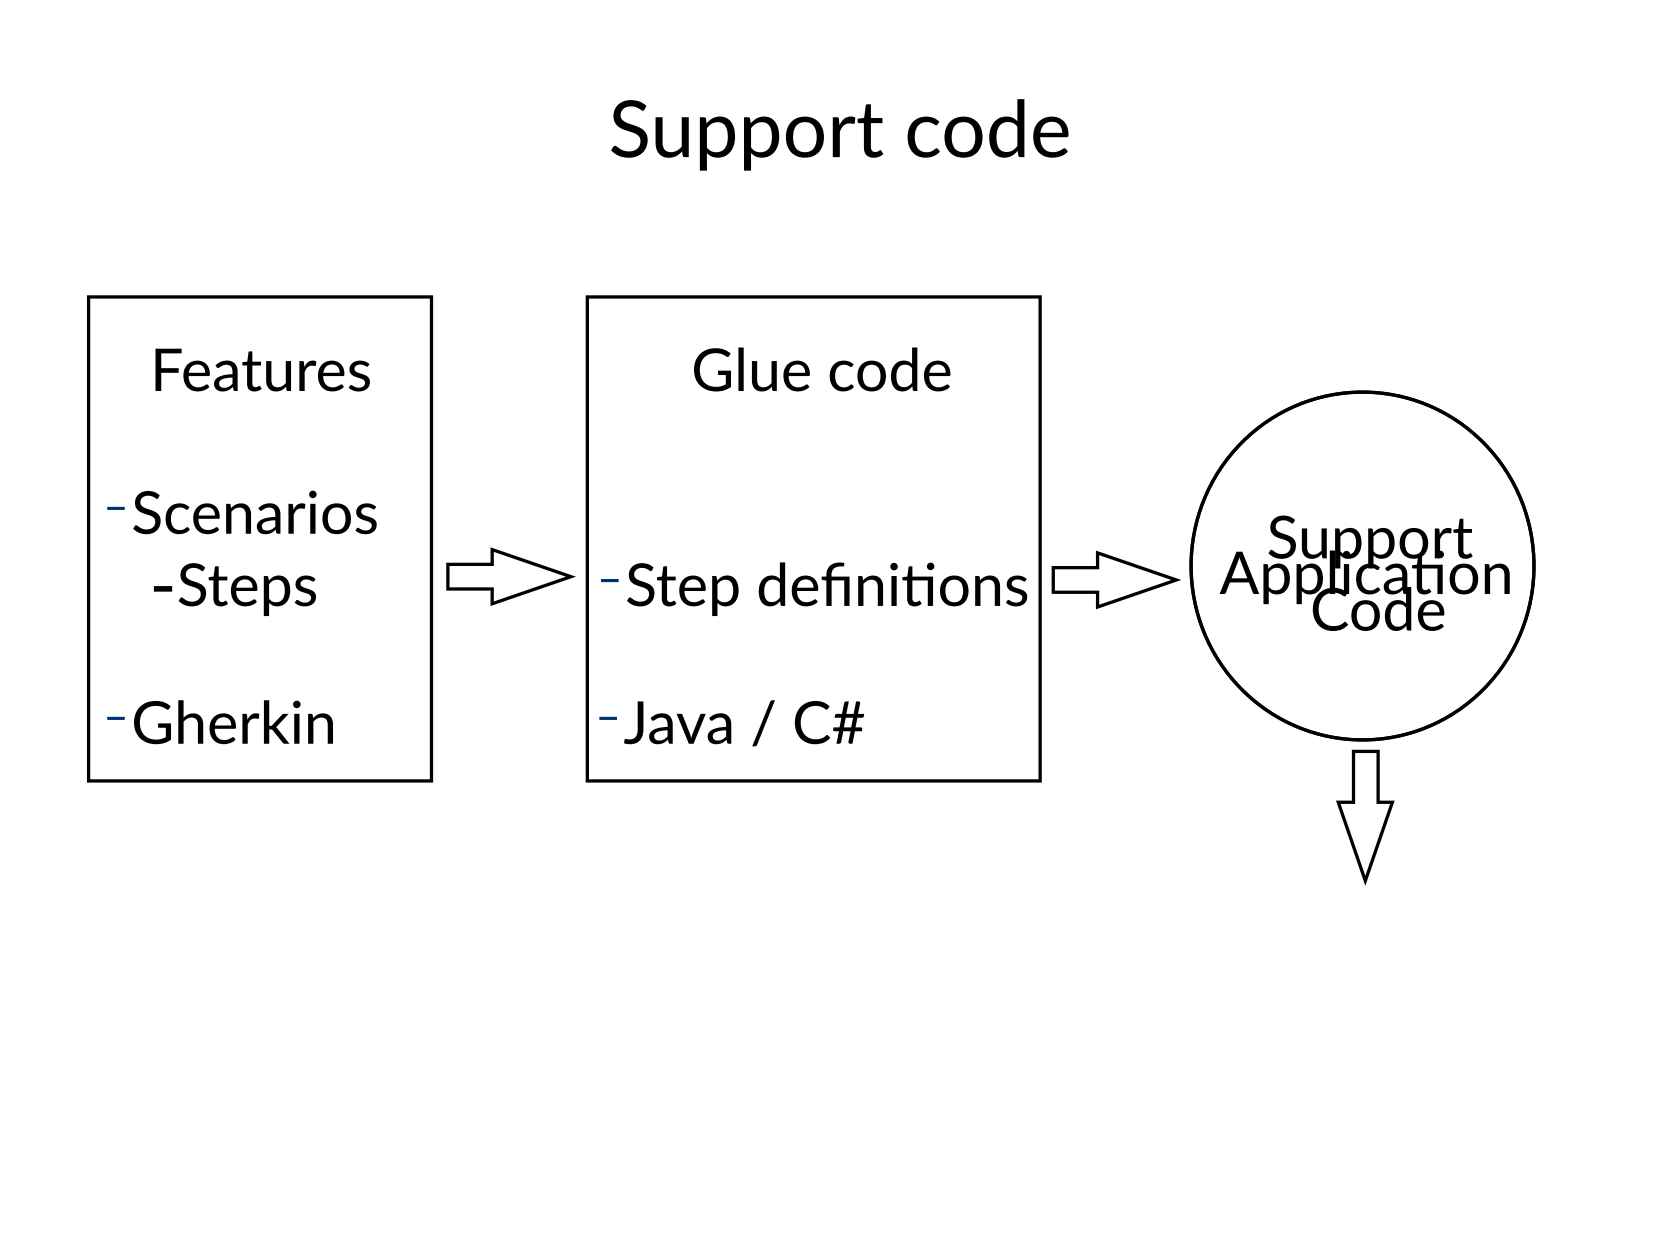 Support code
Features
–Scenarios
-Steps
–Gherkin
Glue code
–Step definitions
–Java / C#
Support
Application
Code